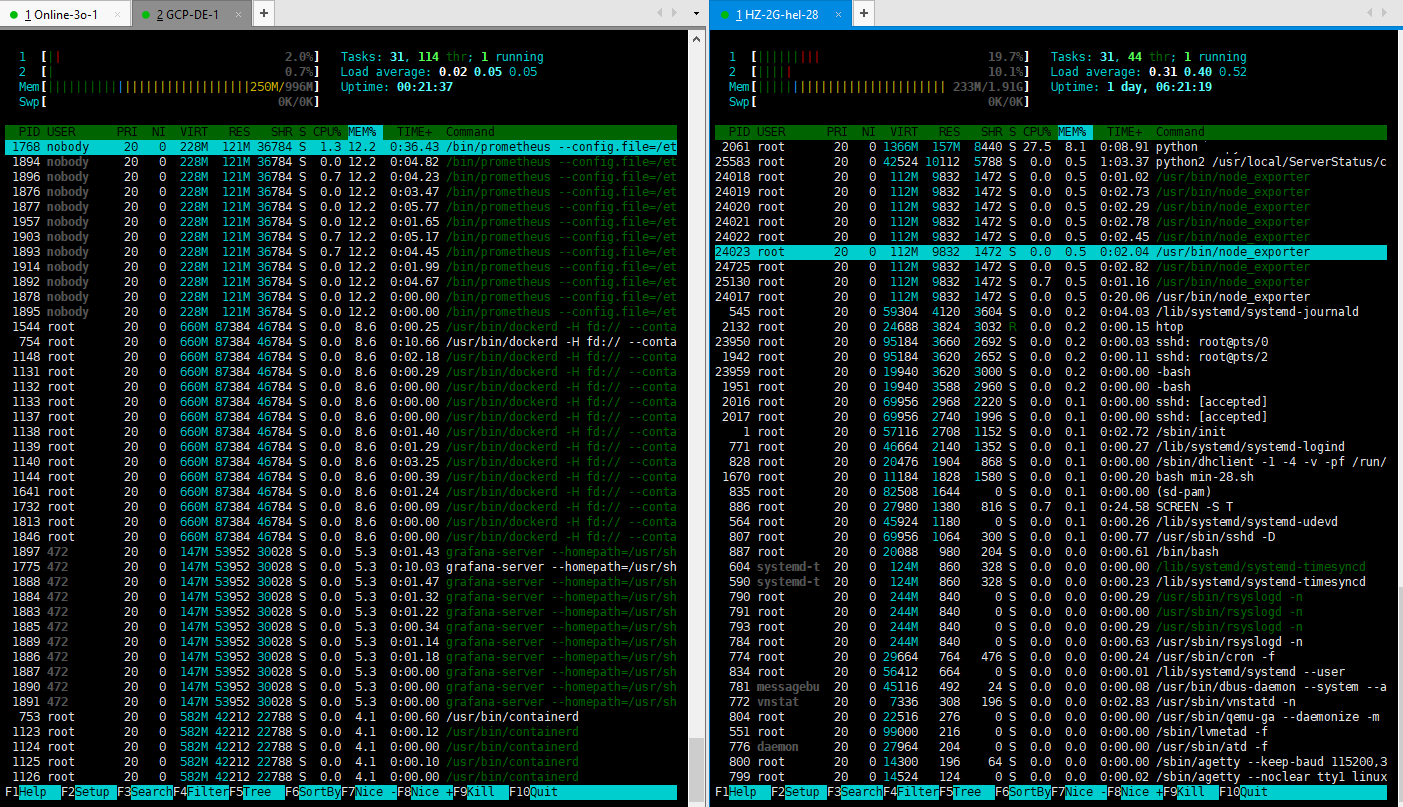 1 Online-3o-1 × 2 GCP-DE-1 × +
1 [|| 2.0%] Tasks: 31, 114 thr; 1 running
2 [| 0.7%] Load average: 0.02 0.05 0.05
Mem[|||||||||||||||||||||||||||||250M/996M] Uptime: 00:21:37
Swp[ 0K/0K]
PID USER PRI NI VIRT RES SHR S CPU% MEM% TIME+ Command
1768 nobody 20 0 228M 121M 36784 S 1.3 12.2 0:36.43 /bin/prometheus --config.file=/et
1894 nobody 20 0 228M 121M 36784 S 0.0 12.2 0:04.82 /bin/prometheus --config.file=/et
1896 nobody 20 0 228M 121M 36784 S 0.7 12.2 0:04.23 /bin/prometheus --config.file=/et
1876 nobody 20 0 228M 121M 36784 S 0.0 12.2 0:03.47 /bin/prometheus --config.file=/et
1877 nobody 20 0 228M 121M 36784 S 0.0 12.2 0:05.77 /bin/prometheus --config.file=/et
1957 nobody 20 0 228M 121M 36784 S 0.0 12.2 0:01.65 /bin/prometheus --config.file=/et
1903 nobody 20 0 228M 121M 36784 S 0.7 12.2 0:05.17 /bin/prometheus --config.file=/et
1893 nobody 20 0 228M 121M 36784 S 0.7 12.2 0:04.45 /bin/prometheus --config.file=/et
1914 nobody 20 0 228M 121M 36784 S 0.0 12.2 0:01.99 /bin/prometheus --config.file=/et
1892 nobody 20 0 228M 121M 36784 S 0.0 12.2 0:04.67 /bin/prometheus --config.file=/et
1878 nobody 20 0 228M 121M 36784 S 0.0 12.2 0:00.00 /bin/prometheus --config.file=/et
1895 nobody 20 0 228M 121M 36784 S 0.0 12.2 0:00.00 /bin/prometheus --config.file=/et
1544 root 20 0 660M 87384 46784 S 0.0 8.6 0:00.25 /usr/bin/dockerd -H fd:// --conta
754 root 20 0 660M 87384 46784 S 0.0 8.6 0:10.66 /usr/bin/dockerd -H fd:// --conta
1148 root 20 0 660M 87384 46784 S 0.0 8.6 0:02.18 /usr/bin/dockerd -H fd:// --conta
1131 root 20 0 660M 87384 46784 S 0.0 8.6 0:00.29 /usr/bin/dockerd -H fd:// --conta
1132 root 20 0 660M 87384 46784 S 0.0 8.6 0:00.00 /usr/bin/dockerd -H fd:// --conta
1133 root 20 0 660M 87384 46784 S 0.0 8.6 0:00.00 /usr/bin/dockerd -H fd:// --conta
1137 root 20 0 660M 87384 46784 S 0.0 8.6 0:00.00 /usr/bin/dockerd -H fd:// --conta
1138 root 20 0 660M 87384 46784 S 0.0 8.6 0:01.40 /usr/bin/dockerd -H fd:// --conta
1139 root 20 0 660M 87384 46784 S 0.0 8.6 0:01.29 /usr/bin/dockerd -H fd:// --conta
1140 root 20 0 660M 87384 46784 S 0.0 8.6 0:03.25 /usr/bin/dockerd -H fd:// --conta
1144 root 20 0 660M 87384 46784 S 0.0 8.6 0:00.39 /usr/bin/dockerd -H fd:// --conta
1641 root 20 0 660M 87384 46784 S 0.0 8.6 0:01.24 /usr/bin/dockerd -H fd:// --conta
1732 root 20 0 660M 87384 46784 S 0.0 8.6 0:00.09 /usr/bin/dockerd -H fd:// --conta
1813 root 20 0 660M 87384 46784 S 0.0 8.6 0:00.00 /usr/bin/dockerd -H fd:// --conta
1846 root 20 0 660M 87384 46784 S 0.0 8.6 0:00.00 /usr/bin/dockerd -H fd:// --conta
1897 472 20 0 147M 53952 30028 S 0.0 5.3 0:01.43 grafana-server --homepath=/usr/sh
1775 472 20 0 147M 53952 30028 S 0.0 5.3 0:10.03 grafana-server --homepath=/usr/sh
1888 472 20 0 147M 53952 30028 S 0.0 5.3 0:01.47 grafana-server --homepath=/usr/sh
1884 472 20 0 147M 53952 30028 S 0.0 5.3 0:01.32 grafana-server --homepath=/usr/sh
1883 472 20 0 147M 53952 30028 S 0.0 5.3 0:01.22 grafana-server --homepath=/usr/sh
1885 472 20 0 147M 53952 30028 S 0.0 5.3 0:00.34 grafana-server --homepath=/usr/sh
1889 472 20 0 147M 53952 30028 S 0.0 5.3 0:01.14 grafana-server --homepath=/usr/sh
1886 472 20 0 147M 53952 30028 S 0.0 5.3 0:01.18 grafana-server --homepath=/usr/sh
1887 472 20 0 147M 53952 30028 S 0.0 5.3 0:00.00 grafana-server --homepath=/usr/sh
1890 472 20 0 147M 53952 30028 S 0.0 5.3 0:00.00 grafana-server --homepath=/usr/sh
1891 472 20 0 147M 53952 30028 S 0.0 5.3 0:00.00 grafana-server --homepath=/usr/sh
753 root 20 0 582M 42212 22788 S 0.0 4.1 0:00.60 /usr/bin/containerd
1123 root 20 0 582M 42212 22788 S 0.0 4.1 0:00.12 /usr/bin/containerd
1124 root 20 0 582M 42212 22788 S 0.0 4.1 0:00.00 /usr/bin/containerd
1125 root 20 0 582M 42212 22788 S 0.0 4.1 0:00.10 /usr/bin/containerd
1126 root 20 0 582M 42212 22788 S 0.0 4.1 0:00.00 /usr/bin/containerd
F1Help F2Setup F3SearchF4FilterF5Tree F6SortByF7Nice -F8Nice +F9Kill F10Quit
1 HZ-2G-hel-28 × +
1 [||||||||| 19.7%] Tasks: 31, 44 thr; 1 running
2 [||||| 10.1%] Load average: 0.31 0.40 0.52
Mem[||||||||||||||||||||||||||| 233M/1.91G] Uptime: 1 day, 06:21:19
Swp[ 0K/0K]
PID USER PRI NI VIRT RES SHR S CPU% MEM% TIME+ Command
2061 root 20 0 1366M 157M 8440 S 27.5 8.1 0:08.91 python
25583 root 20 0 42524 10112 5788 S 0.0 0.5 1:03.37 python2 /usr/local/ServerStatus/c
24018 root 20 0 112M 9832 1472 S 0.0 0.5 0:01.02 /usr/bin/node_exporter
24019 root 20 0 112M 9832 1472 S 0.0 0.5 0:02.73 /usr/bin/node_exporter
24020 root 20 0 112M 9832 1472 S 0.0 0.5 0:02.29 /usr/bin/node_exporter
24021 root 20 0 112M 9832 1472 S 0.0 0.5 0:02.78 /usr/bin/node_exporter
24022 root 20 0 112M 9832 1472 S 0.0 0.5 0:02.45 /usr/bin/node_exporter
24023 root 20 0 112M 9832 1472 S 0.0 0.5 0:02.04 /usr/bin/node_exporter
24725 root 20 0 112M 9832 1472 S 0.0 0.5 0:02.82 /usr/bin/node_exporter
25130 root 20 0 112M 9832 1472 S 0.7 0.5 0:01.16 /usr/bin/node_exporter
24017 root 20 0 112M 9832 1472 S 0.0 0.5 0:20.06 /usr/bin/node_exporter
545 root 20 0 59304 4120 3604 S 0.0 0.2 0:04.03 /lib/systemd/systemd-journald
2132 root 20 0 24688 3824 3032 R 0.0 0.2 0:00.15 htop
23950 root 20 0 95184 3660 2692 S 0.0 0.2 0:00.03 sshd: root@pts/0
1942 root 20 0 95184 3620 2652 S 0.0 0.2 0:00.11 sshd: root@pts/2
23959 root 20 0 19940 3620 3000 S 0.0 0.2 0:00.00 -bash
1951 root 20 0 19940 3588 2960 S 0.0 0.2 0:00.00 -bash
2016 root 20 0 69956 2968 2220 S 0.0 0.1 0:00.00 sshd: [accepted]
2017 root 20 0 69956 2740 1996 S 0.0 0.1 0:00.00 sshd: [accepted]
1 root 20 0 57116 2708 1152 S 0.0 0.1 0:02.72 /sbin/init
771 root 20 0 46664 2140 1352 S 0.0 0.1 0:00.27 /lib/systemd/systemd-logind
828 root 20 0 20476 1904 868 S 0.0 0.1 0:00.00 /sbin/dhclient -1 -4 -v -pf /run/
1670 root 20 0 11184 1828 1580 S 0.0 0.1 0:00.20 bash min-28.sh
835 root 20 0 82508 1644 0 S 0.0 0.1 0:00.00 (sd-pam)
886 root 20 0 27980 1380 816 S 0.7 0.1 0:24.58 SCREEN -S T
564 root 20 0 45924 1180 0 S 0.0 0.1 0:00.26 /lib/systemd/systemd-udevd
807 root 20 0 69956 1064 300 S 0.0 0.1 0:00.77 /usr/sbin/sshd -D
887 root 20 0 20088 980 204 S 0.0 0.0 0:00.61 /bin/bash
604 systemd-t 20 0 124M 860 328 S 0.0 0.0 0:00.00 /lib/systemd/systemd-timesyncd
590 systemd-t 20 0 124M 860 328 S 0.0 0.0 0:00.23 /lib/systemd/systemd-timesyncd
790 root 20 0 244M 840 0 S 0.0 0.0 0:00.29 /usr/sbin/rsyslogd -n
791 root 20 0 244M 840 0 S 0.0 0.0 0:00.00 /usr/sbin/rsyslogd -n
793 root 20 0 244M 840 0 S 0.0 0.0 0:00.29 /usr/sbin/rsyslogd -n
784 root 20 0 244M 840 0 S 0.0 0.0 0:00.63 /usr/sbin/rsyslogd -n
774 root 20 0 29664 764 476 S 0.0 0.0 0:00.24 /usr/sbin/cron -f
834 root 20 0 56412 664 0 S 0.0 0.0 0:00.01 /lib/systemd/systemd --user
781 messagebu 20 0 45116 492 24 S 0.0 0.0 0:00.08 /usr/bin/dbus-daemon --system --a
772 vnstat 20 0 7336 308 196 S 0.0 0.0 0:02.83 /usr/sbin/vnstatd -n
804 root 20 0 22516 276 0 S 0.0 0.0 0:00.00 /usr/sbin/qemu-ga --daemonize -m
551 root 20 0 99000 216 0 S 0.0 0.0 0:00.00 /sbin/lvmetad -f
776 daemon 20 0 27964 204 0 S 0.0 0.0 0:00.00 /usr/sbin/atd -f
800 root 20 0 14300 196 64 S 0.0 0.0 0:00.00 /sbin/agetty --keep-baud 115200,3
799 root 20 0 14524 124 0 S 0.0 0.0 0:00.02 /sbin/agetty --noclear tty1 linux
F1Help F2Setup F3SearchF4FilterF5Tree F6SortByF7Nice -F8Nice +F9Kill F10Quit